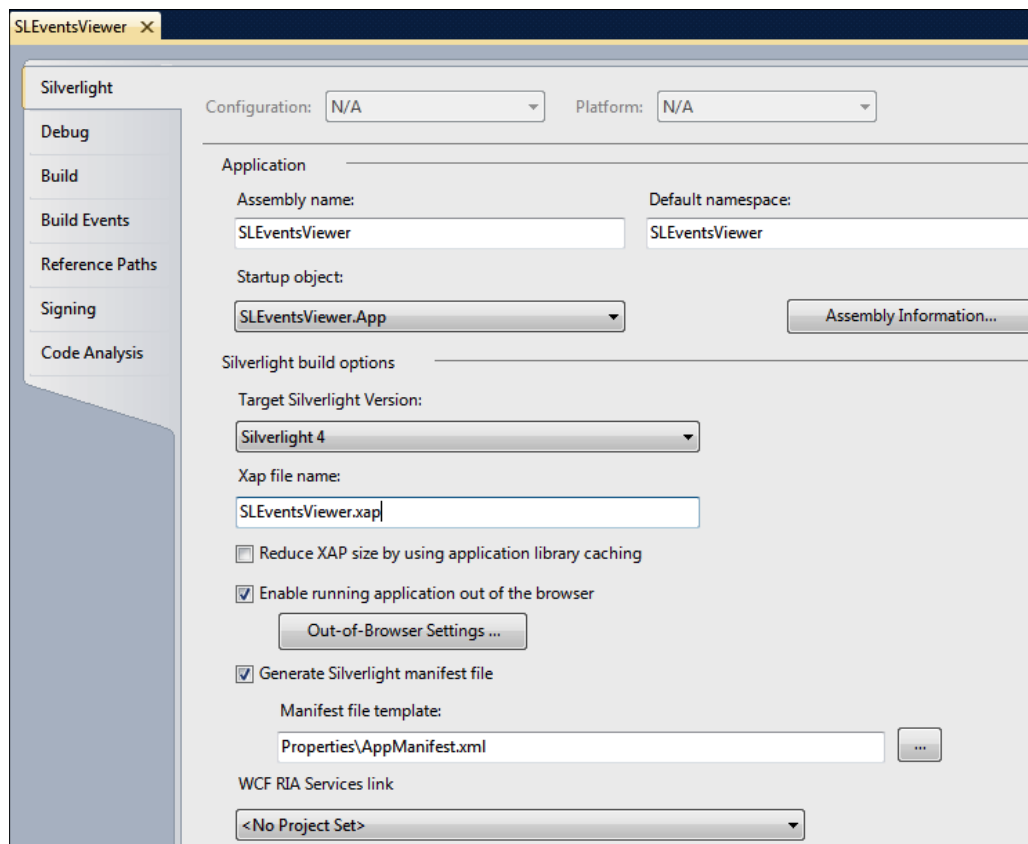 SLEventsViewer
Silverlight
Debug
Build
Build Events
Reference Paths
Signing
Code Analysis
Configuration: N/A Platform: N/A
Application
Assembly name: Default namespace:
SLEventsViewer SLEventsViewer
Startup object:
SLEventsViewer.App Assembly Information...
Silverlight build options
Target Silverlight Version:
Silverlight 4
Xap file name:
SLEventsViewer.xap
Reduce XAP size by using application library caching
Enable running application out of the browser
Out-of-Browser Settings ...
Generate Silverlight manifest file
Manifest file template:
Properties\AppManifest.xml ...
WCF RIA Services link
<No Project Set>